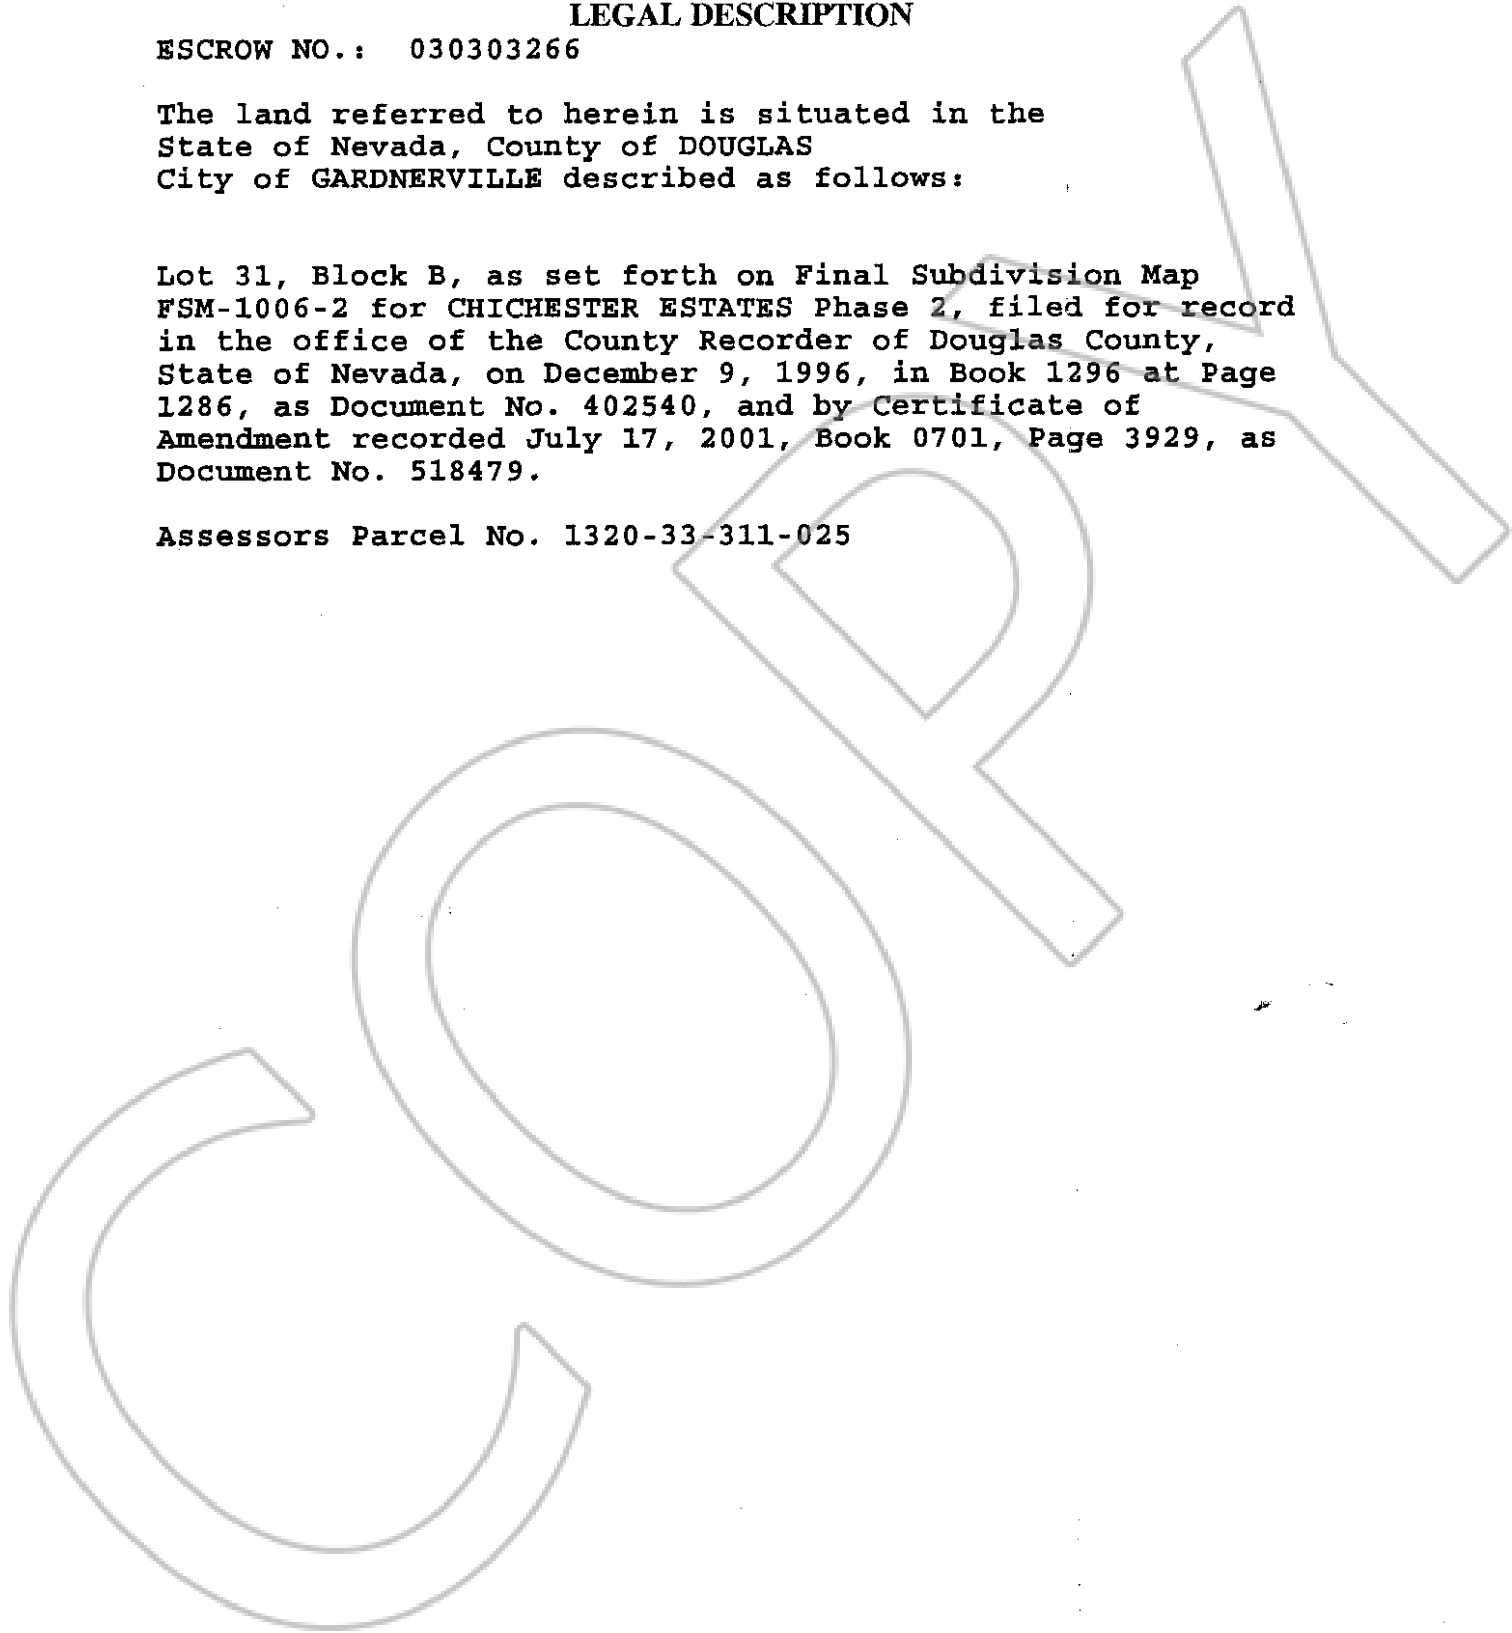 LEGAL DESCRIPTION
ESCROW NO.: 030303266
The land referred to herein is situated in the
State of Nevada, County of DOUGLAS
City of GARDNERVILLE described as follows:
Lot 31, Block B, as set forth on Final Subdivision Map
FSM-1006-2 for CHICHESTER ESTATES Phase 2, filed for record
in the office of the County Recorder of Douglas County,
State of Nevada, on December 9, 1996, in Book 1296 at Page
1286, as Document No. 402540, and by Certificate of
Amendment recorded July 17, 2001, Book 0701, Page 3929, as
Document No. 518479.
Assessors Parcel No. 1320-33-311-025
COPY